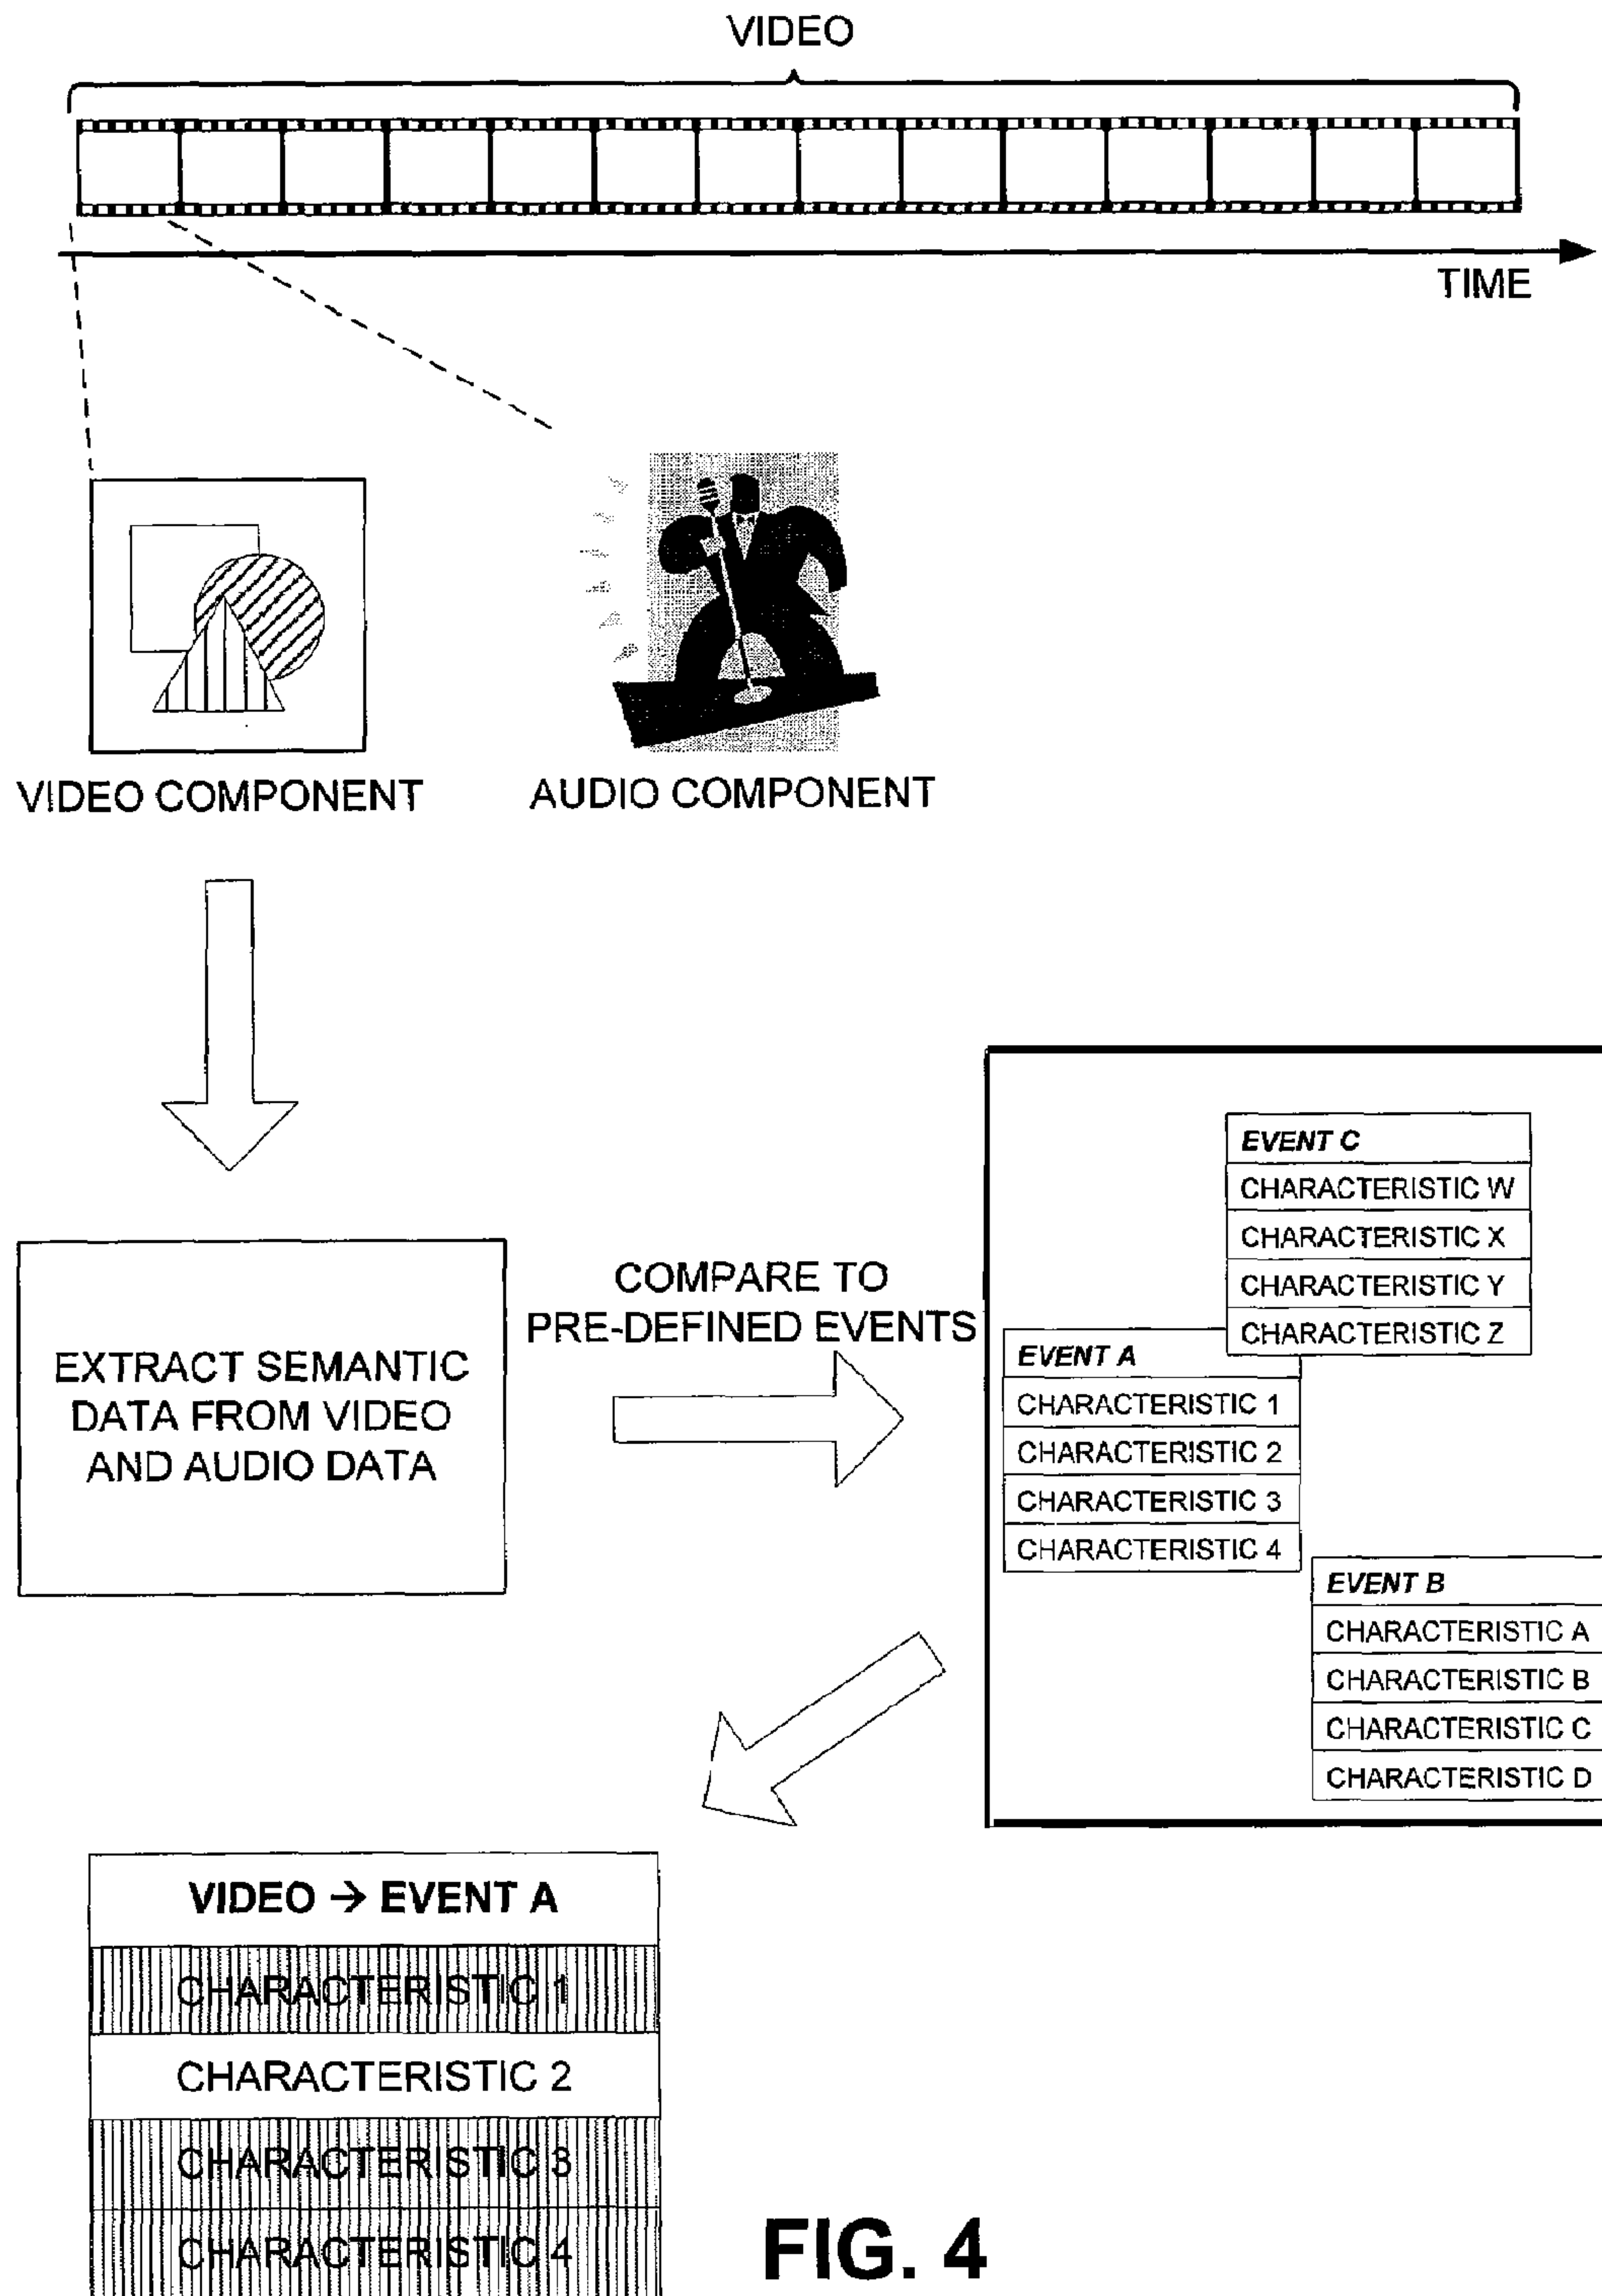 VIDEO
TIME
VIDEO COMPONENT
AUDIO COMPONENT
EXTRACT SEMANTIC
DATA FROM VIDEO
AND AUDIO DATA
COMPARE TO
PRE-DEFINED EVENTS
EVENT C
CHARACTERISTIC W
CHARACTERISTIC X
CHARACTERISTIC Y
CHARACTERISTIC Z
EVENT A
CHARACTERISTIC 1
CHARACTERISTIC 2
CHARACTERISTIC 3
CHARACTERISTIC 4
EVENT B
CHARACTERISTIC A
CHARACTERISTIC B
CHARACTERISTIC C
CHARACTERISTIC D
VIDEO → EVENT A
CHARACTERISTIC 1
CHARACTERISTIC 2
CHARACTERISTIC 3
CHARACTERISTIC 4
FIG. 4